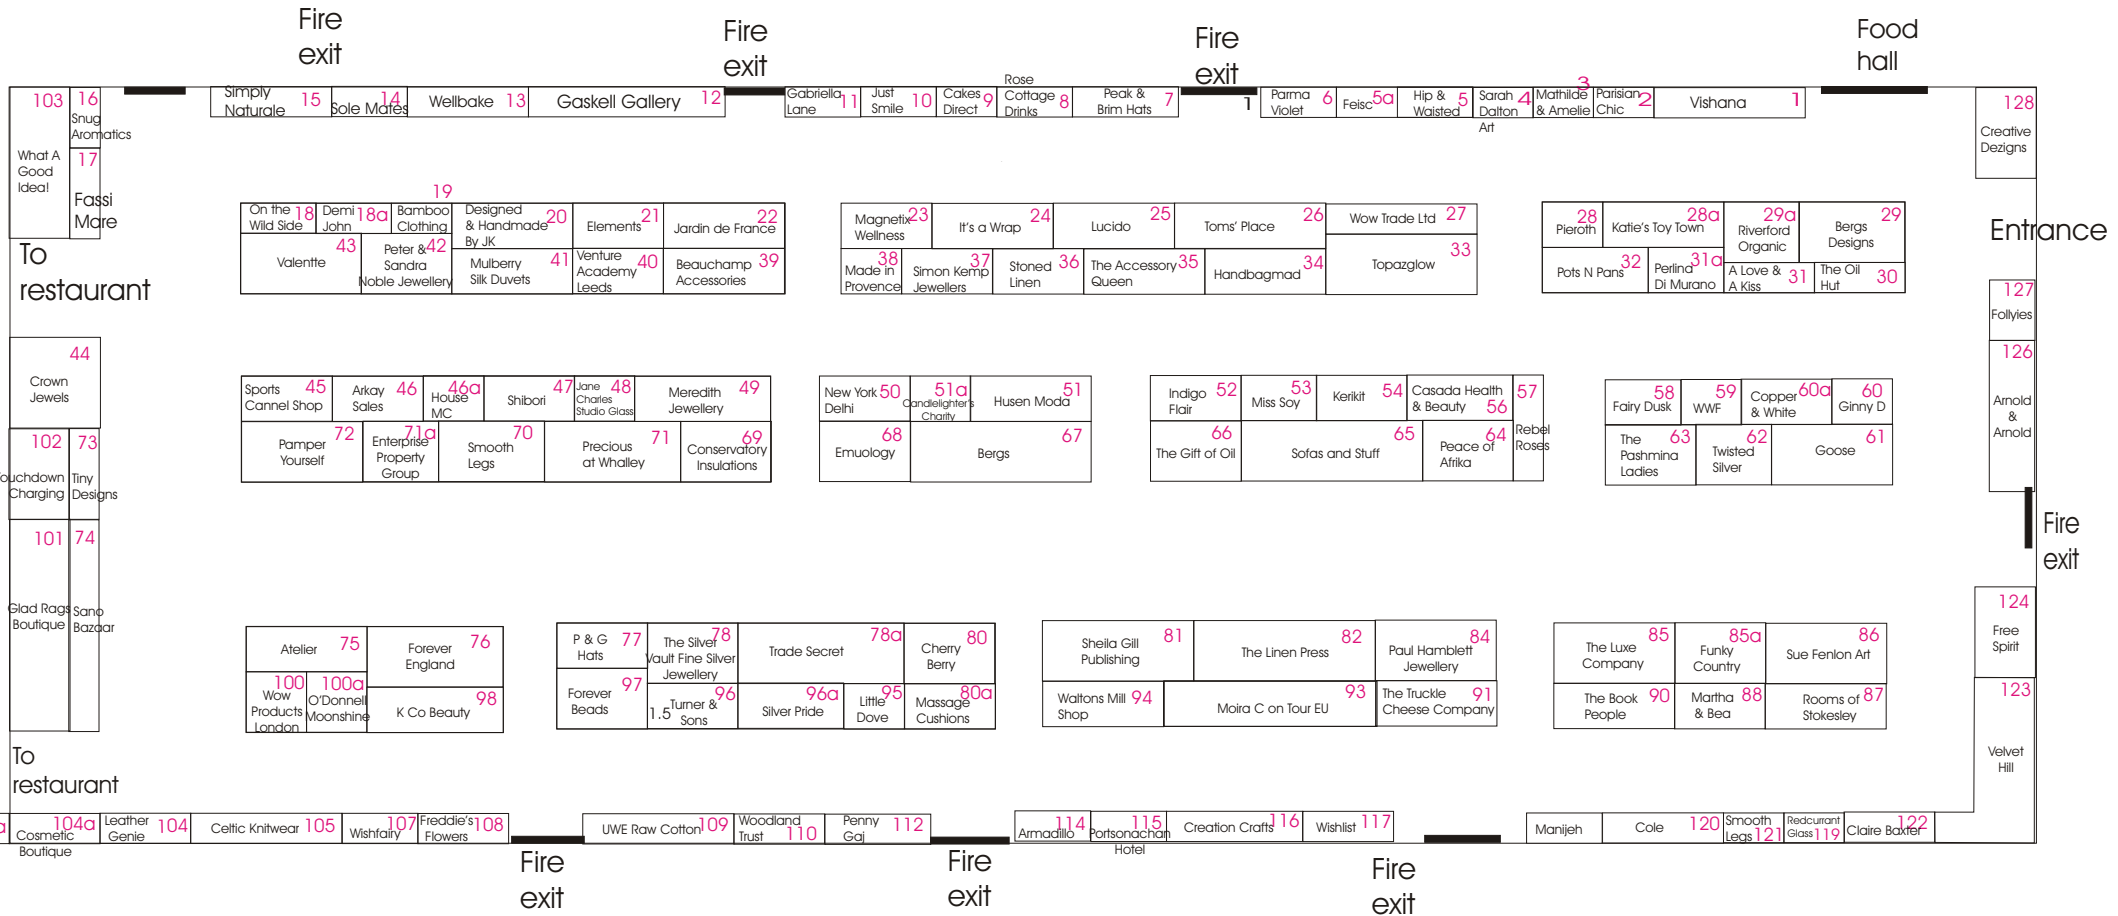 Fire
exit
Fire
exit
Fire
exit
Food
hall
103
What A
Good
Idea!
16
Snug
Aromatics
17
Fassi
Mare
Simply
Naturale 15
14
Sole Mates
Wellbake 13
Gaskell Gallery 12
Gabriella
Lane 11
Just
Smile 10
Cakes
Direct 9
Rose
Cottage
Drinks 8
Peak &
Brim Hats 7
1
Parma
Violet 6
Feisc 5a
Hip &
Waisted 5
Sarah
Dalton
Art 4
3
Mathilde
& Amelie
Parisian
Chic 2
Vishana 1
128
Creative
Dezigns
On the
Wild Side 18
Demi
John 18a
19
Bamboo
Clothing
Designed
& Handmade
By JK 20
Elements 21
Jardin de France 22
Valentte 43
Peter &
Sandra
Noble Jewellery 42
Mulberry
Silk Duvets 41
Venture
Academy
Leeds 40
Beauchamp
Accessories 39
Magnetix
Wellness 23
It's a Wrap 24
Lucido 25
Toms' Place 26
Wow Trade Ltd 27
Made in
Provence 38
Simon Kemp
Jewellers 37
Stoned
Linen 36
The Accessory
Queen 35
Handbagmad 34
Topazglow 33
Pieroth 28
Katie's Toy Town 28a
Riverford
Organic 29a
Bergs
Designs 29
Pots N Pans 32
Perlina
Di Murano 31a
A Love &
A Kiss 31
The Oil
Hut 30
Entrance
To
restaurant
127
Follyies
126
Arnold
&
Arnold
44
Crown
Jewels
102
Touchdown
Charging
73
Tiny
Designs
101
Glad Rags
Boutique
74
Sano
Bazaar
Sports
Cannel Shop 45
Arkay
Sales 46
46a
House
MC
Shibori 47
Jane
Charles
Studio Glass 48
Meredith
Jewellery 49
Pamper
Yourself 72
Enterprise
Property
Group 71a
Smooth
Legs 70
Precious
at Whalley 71
Conservatory
Insulations 69
New York
Delhi 50
51a
Candlelighter's
Charity
Husen Moda 51
Emuology 68
Bergs 67
Indigo
Flair 52
Miss Soy 53
Kerikit 54
Casada Health
& Beauty 56
57
Rebel
Roses
The Gift of Oil 66
Sofas and Stuff 65
Peace of
Afrika 64
Fairy Dusk 58
WWF 59
Copper
& White 60a
Ginny D 60
The
Pashmina
Ladies 63
Twisted
Silver 62
Goose 61
Fire
exit
Atelier 75
Forever
England 76
100
Wow
Products
London
100a
O'Donnell
Moonshine
K Co Beauty 98
P & G
Hats 77
The Silver
Vault Fine Silver
Jewellery 78
Trade Secret 78a
Cherry
Berry 80
Forever
Beads 97
1.5
Turner &
Sons 96
Silver Pride 96a
Little
Dove 95
Massage
Cushions 80a
Sheila Gill
Publishing 81
The Linen Press 82
Paul Hamblett
Jewellery 84
Waltons Mill
Shop 94
Moira C on Tour EU 93
The Truckle
Cheese Company 91
The Luxe
Company 85
Funky
Country 85a
Sue Fenlon Art 86
The Book
People 90
Martha
& Bea 88
Rooms of
Stokesley 87
124
Free
Spirit
123
Velvet
Hill
To
restaurant
a
104a
Cosmetic
Boutique
Leather
Genie 104
Celtic Knitwear 105
Wishfairy 107
Freddie's
Flowers 108
UWE Raw Cotton 109
Woodland
Trust 110
Penny
Gaj 112
Armadillo 114
115
Portsonachan
Hotel
Creation Crafts 116
Wishlist 117
Manijeh
Cole 120
Smooth
Legs 121
Redcurrant
Glass 119
Claire Baxter 122
Fire
exit
Fire
exit
Fire
exit